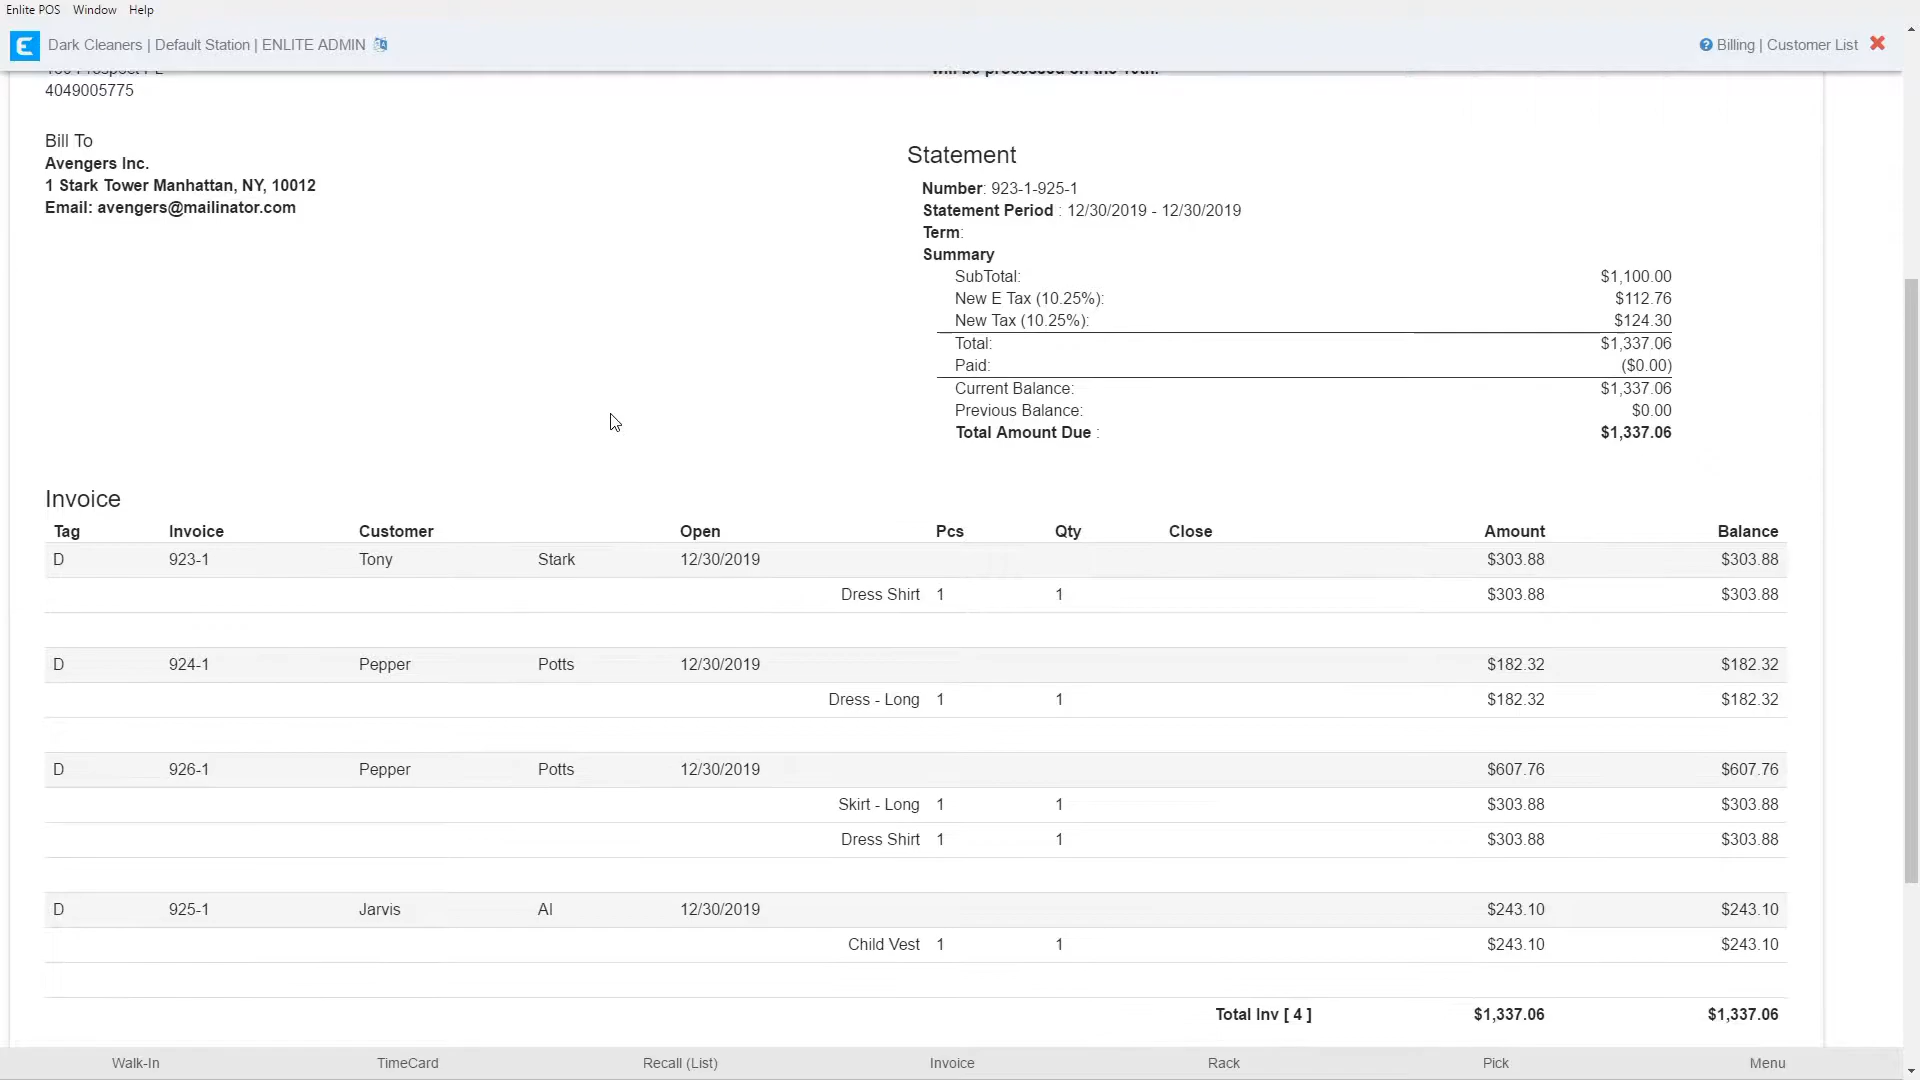 Enlite POS Window Help
E Dark Cleaners | Default Station | ENLITE ADMIN
? Billing | Customer List
4049005775
will be processed on the 10th.
Bill To
Avengers Inc.
1 Stark Tower Manhattan, NY, 10012
Email: avengers@mailinator.com
Statement
Number: 923-1-925-1
Statement Period : 12/30/2019 - 12/30/2019
Term:
Summary
SubTotal: $1,100.00
New E Tax (10.25%): $112.76
New Tax (10.25%): $124.30
Total: $1,337.06
Paid: ($0.00)
Current Balance: $1,337.06
Previous Balance: $0.00
Total Amount Due : $1,337.06
Invoice
Tag Invoice Customer Open Pcs Qty Close Amount Balance
D 923-1 Tony Stark 12/30/2019 $303.88 $303.88
Dress Shirt 1 1 $303.88 $303.88
D 924-1 Pepper Potts 12/30/2019 $182.32 $182.32
Dress - Long 1 1 $182.32 $182.32
D 926-1 Pepper Potts 12/30/2019 $607.76 $607.76
Skirt - Long 1 1 $303.88 $303.88
Dress Shirt 1 1 $303.88 $303.88
D 925-1 Jarvis AI 12/30/2019 $243.10 $243.10
Child Vest 1 1 $243.10 $243.10
Total Inv [ 4 ] $1,337.06 $1,337.06
Walk-In TimeCard Recall (List) Invoice Rack Pick Menu